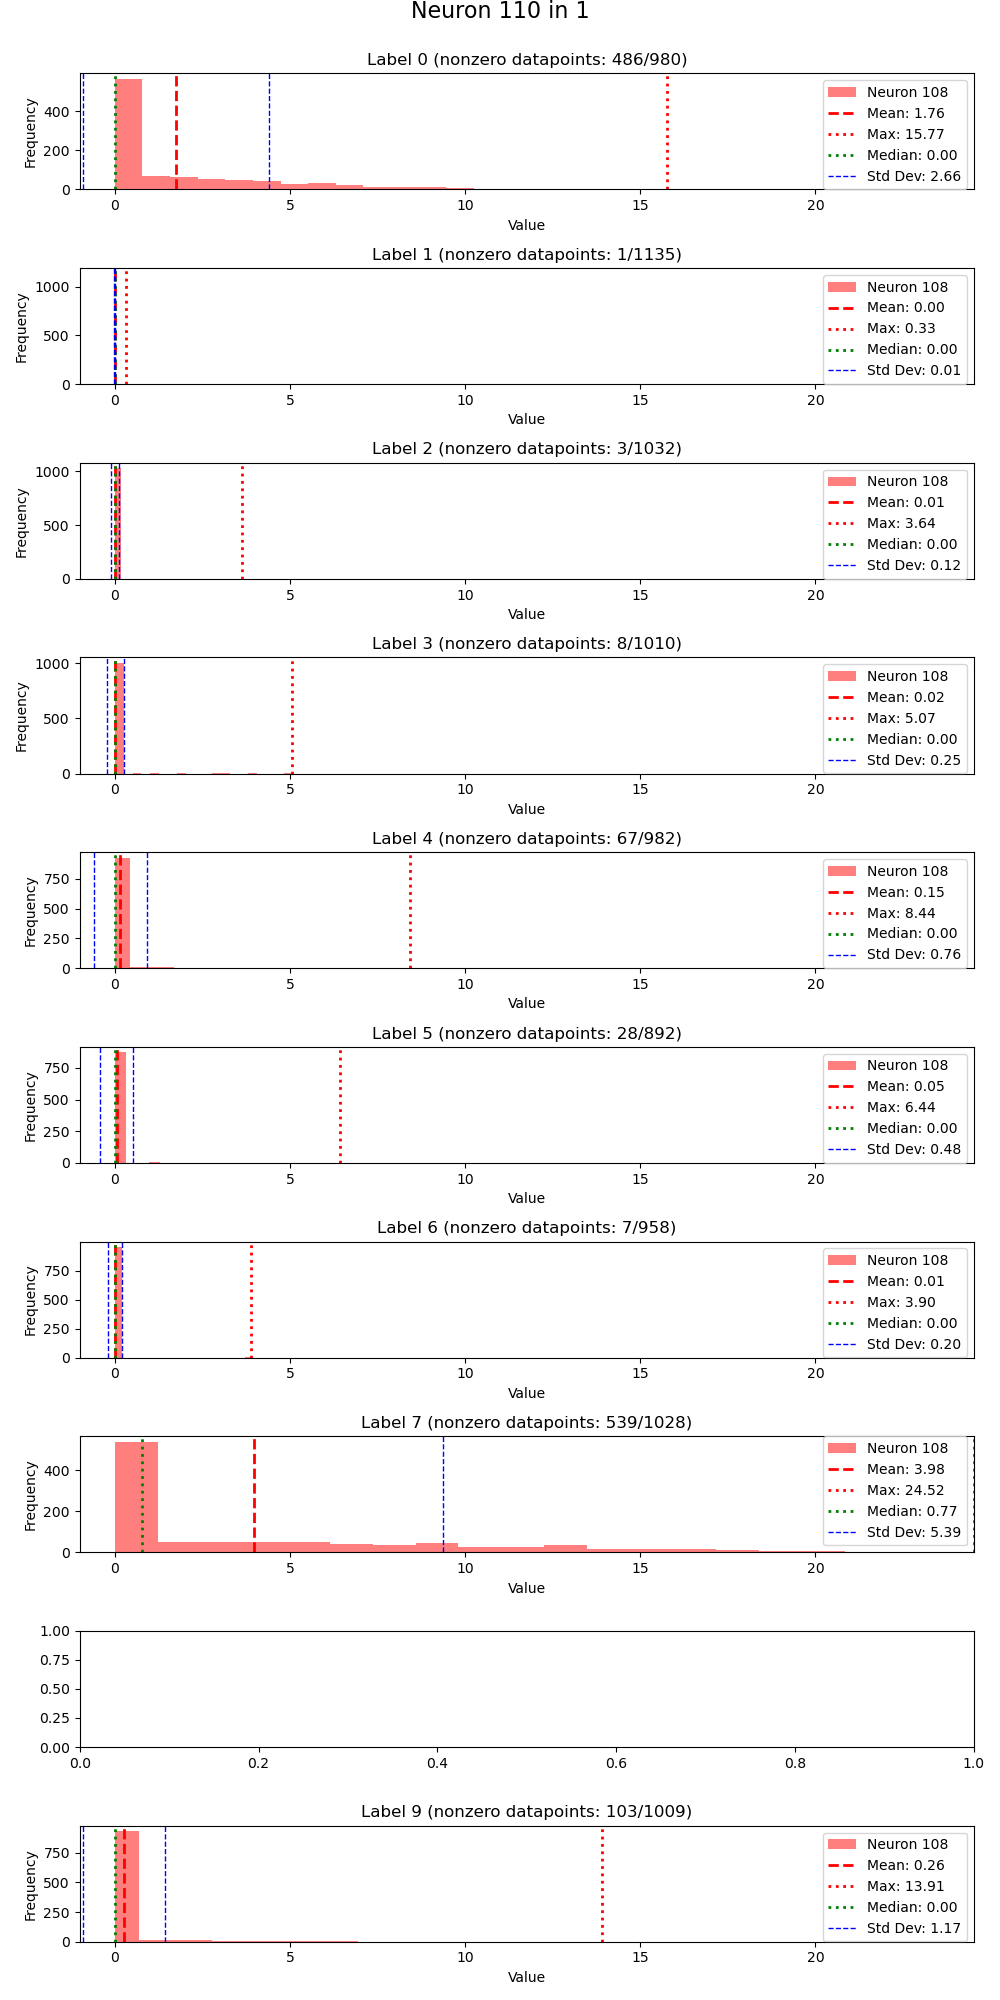 Neuron 110 in 1
Label 0 (nonzero datapoints: 486/980)
Frequency
400
200
0
Neuron 108
Mean: 1.76
Max: 15.77
Median: 0.00
Std Dev: 2.66
0 5 10 15 20
Value
Label 1 (nonzero datapoints: 1/1135)
Frequency
1000
500
0
Neuron 108
Mean: 0.00
Max: 0.33
Median: 0.00
Std Dev: 0.01
0 5 10 15 20
Value
Label 2 (nonzero datapoints: 3/1032)
Frequency
1000
500
0
Neuron 108
Mean: 0.01
Max: 3.64
Median: 0.00
Std Dev: 0.12
0 5 10 15 20
Value
Label 3 (nonzero datapoints: 8/1010)
Frequency
1000
500
0
Neuron 108
Mean: 0.02
Max: 5.07
Median: 0.00
Std Dev: 0.25
0 5 10 15 20
Value
Label 4 (nonzero datapoints: 67/982)
Frequency
750
500
250
0
Neuron 108
Mean: 0.15
Max: 8.44
Median: 0.00
Std Dev: 0.76
0 5 10 15 20
Value
Label 5 (nonzero datapoints: 28/892)
Frequency
750
500
250
0
Neuron 108
Mean: 0.05
Max: 6.44
Median: 0.00
Std Dev: 0.48
0 5 10 15 20
Value
Label 6 (nonzero datapoints: 7/958)
Frequency
750
500
250
0
Neuron 108
Mean: 0.01
Max: 3.90
Median: 0.00
Std Dev: 0.20
0 5 10 15 20
Value
Label 7 (nonzero datapoints: 539/1028)
Frequency
400
200
0
Neuron 108
Mean: 3.98
Max: 24.52
Median: 0.77
Std Dev: 5.39
0 5 10 15 20
Value
1.00
0.75
0.50
0.25
0.00
0.0 0.2 0.4 0.6 0.8 1.0
Label 9 (nonzero datapoints: 103/1009)
Frequency
750
500
250
0
Neuron 108
Mean: 0.26
Max: 13.91
Median: 0.00
Std Dev: 1.17
0 5 10 15 20
Value